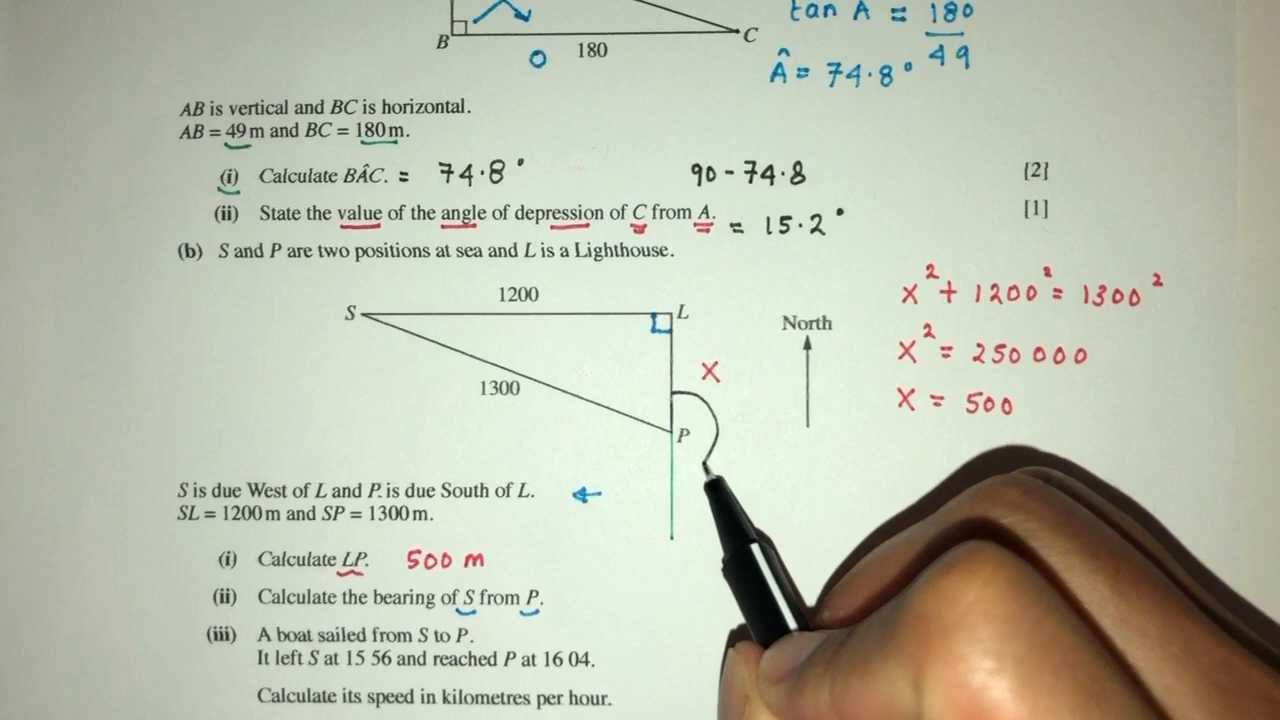 tan A = 180
49
B
180
O
C
Â = 74.8°
AB is vertical and BC is horizontal.
AB = 49 m and BC = 180 m.
(i) Calculate BÂC. = 74.8° 90 - 74.8 [2]
(ii) State the value of the angle of depression of C from A. = 15.2° [1]
(b) S and P are two positions at sea and L is a Lighthouse.
x² + 1200² = 1300²
1200
S
L
North
x² = 250 000
x
1300
x = 500
P
S is due West of L and P is due South of L.
SL = 1200 m and SP = 1300 m.
(i) Calculate LP. 500 m
(ii) Calculate the bearing of S from P.
(iii) A boat sailed from S to P.
It left S at 15 56 and reached P at 16 04.
Calculate its speed in kilometres per hour.